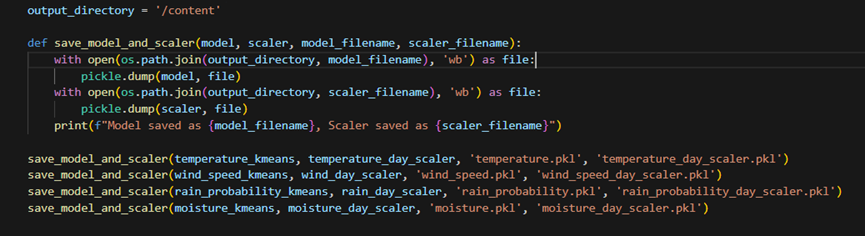 output_directory = '/content'
def save_model_and_scaler(model, scaler, model_filename, scaler_filename):
    with open(os.path.join(output_directory, model_filename), 'wb') as file:
        pickle.dump(model, file)
    with open(os.path.join(output_directory, scaler_filename), 'wb') as file:
        pickle.dump(scaler, file)
    print(f"Model saved as {model_filename}, Scaler saved as {scaler_filename}")
save_model_and_scaler(temperature_kmeans, temperature_day_scaler, 'temperature.pkl', 'temperature_day_scaler.pkl')
save_model_and_scaler(wind_speed_kmeans, wind_day_scaler, 'wind_speed.pkl', 'wind_speed_day_scaler.pkl')
save_model_and_scaler(rain_probability_kmeans, rain_day_scaler, 'rain_probability.pkl', 'rain_probability_day_scaler.pkl')
save_model_and_scaler(moisture_kmeans, moisture_day_scaler, 'moisture.pkl', 'moisture_day_scaler.pkl')